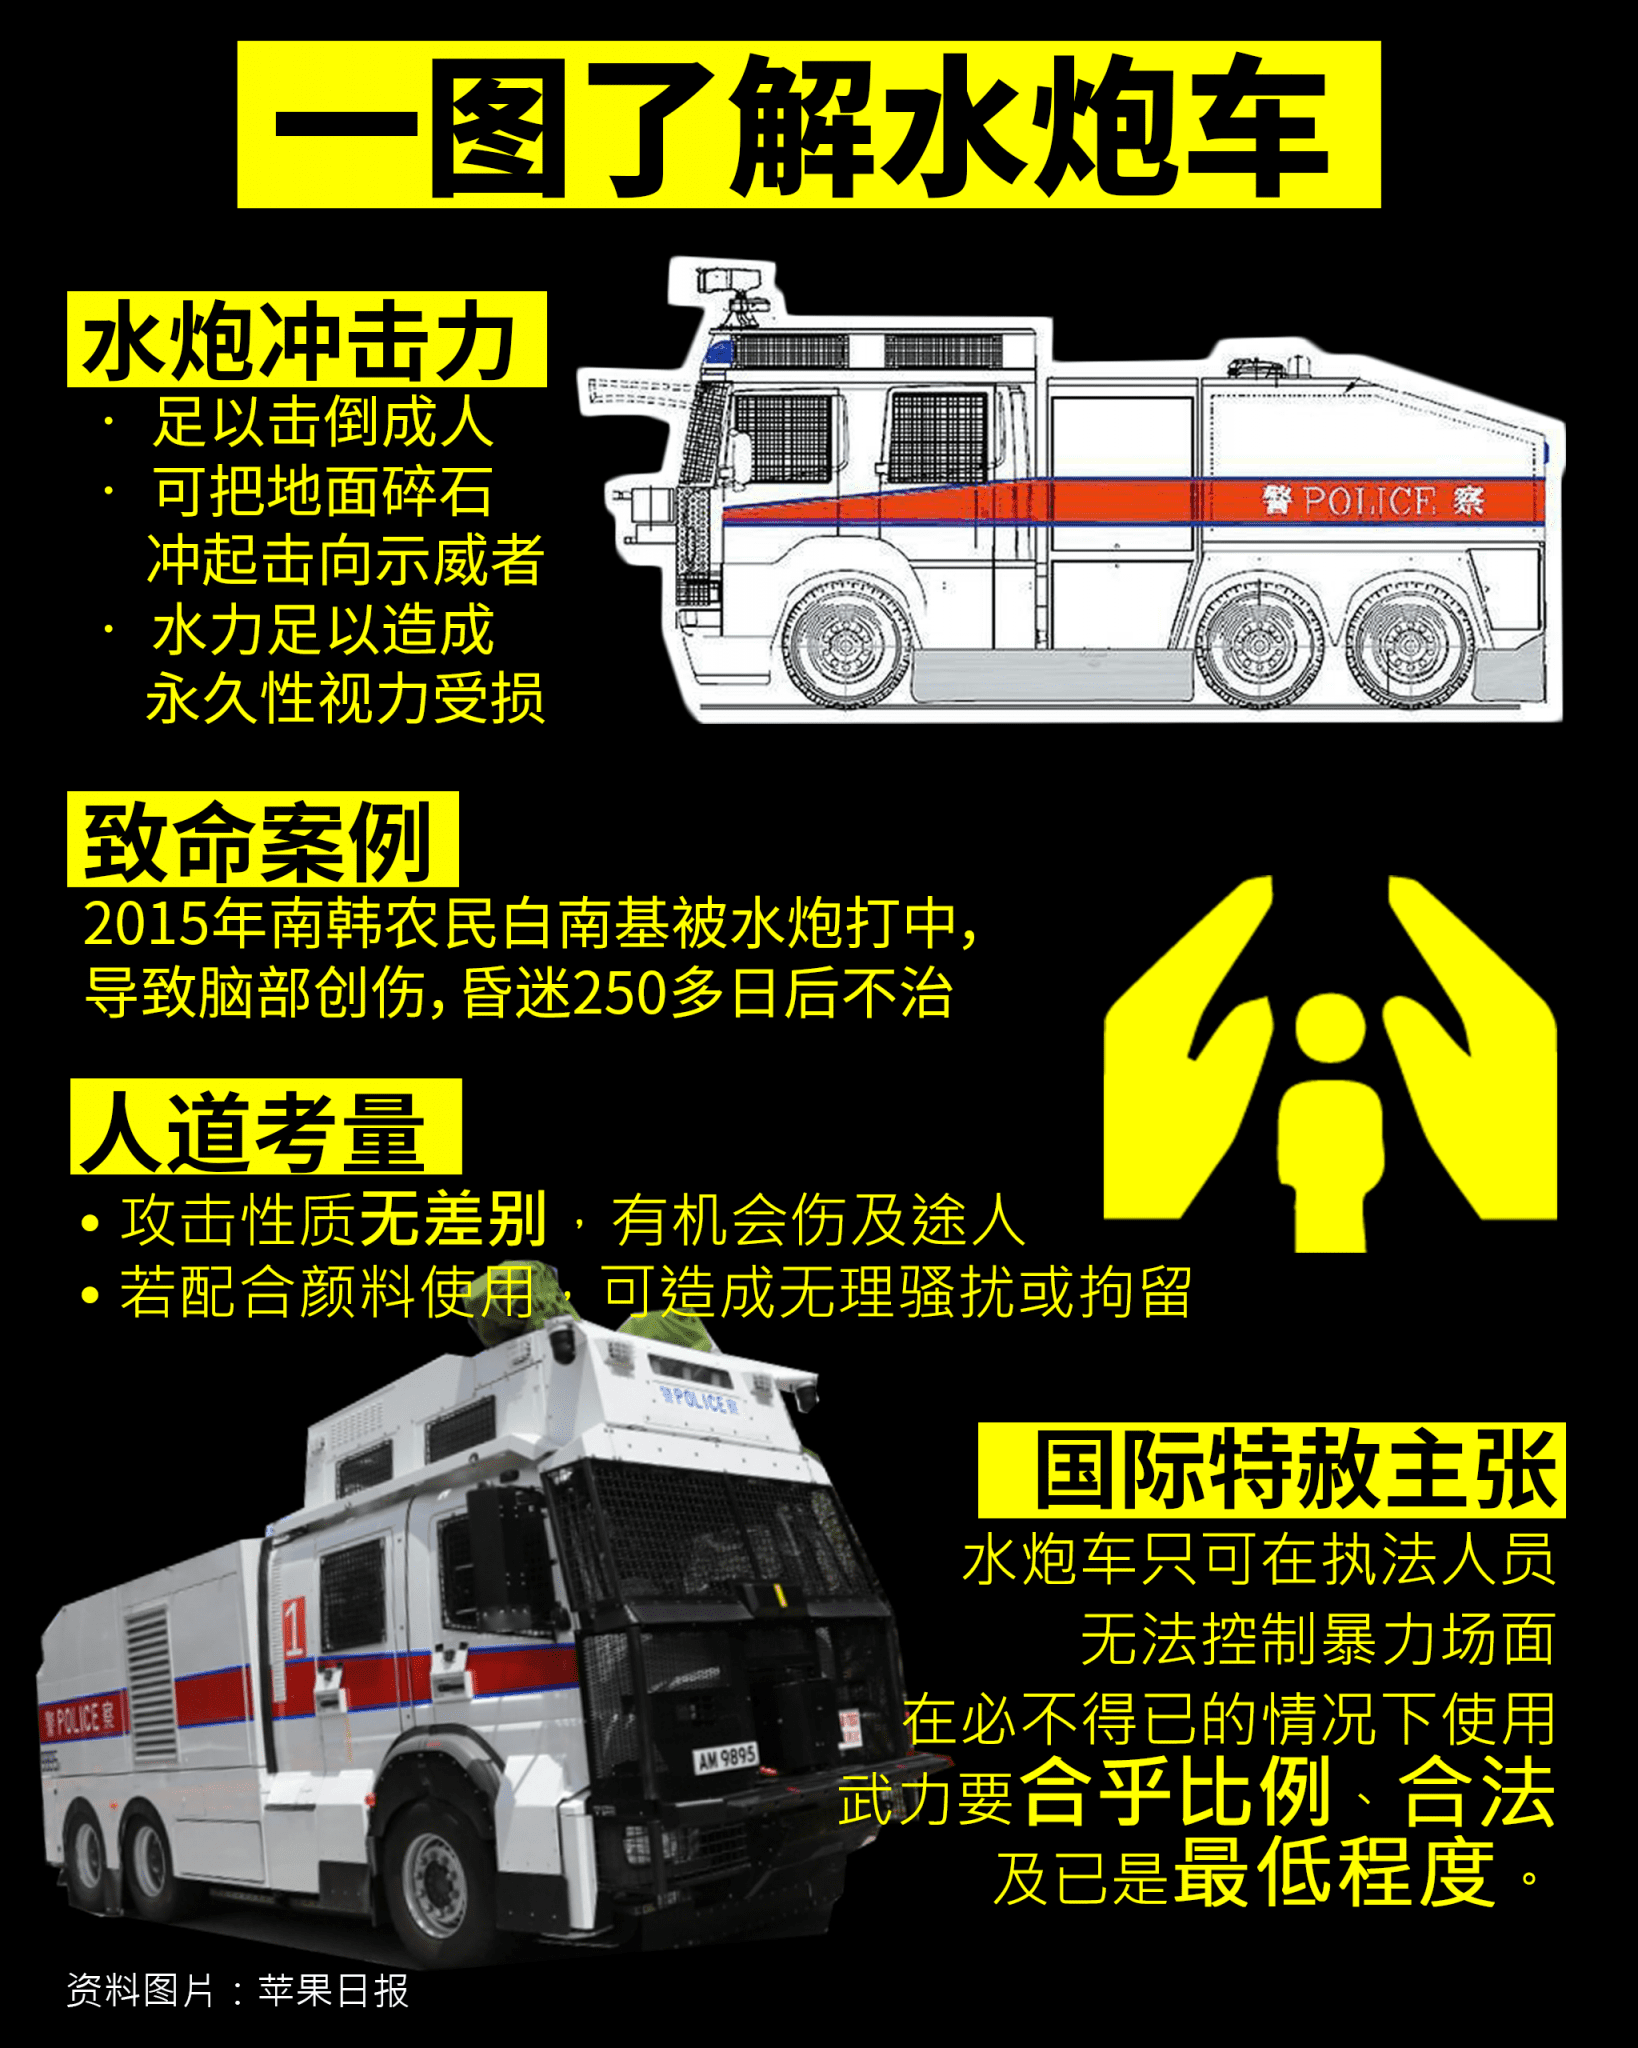 一图了解水炮车
水炮冲击力
· 足以击倒成人
· 可把地面碎石
冲起击向示威者
· 水力足以造成
永久性视力受损
警 POLICE 察
致命案例
2015年南韩农民白南基被水炮打中，
导致脑部创伤，昏迷250多日后不治
人道考量
• 攻击性质无差别，有机会伤及途人
• 若配合颜料使用，可造成无理骚扰或拘留
警POLICE察
1
警POLICE察
AM 9895
国际特赦主张
水炮车只可在执法人员
无法控制暴力场面
在必不得已的情况下使用
武力要合乎比例、合法
及已是最低程度。
资料图片：苹果日报